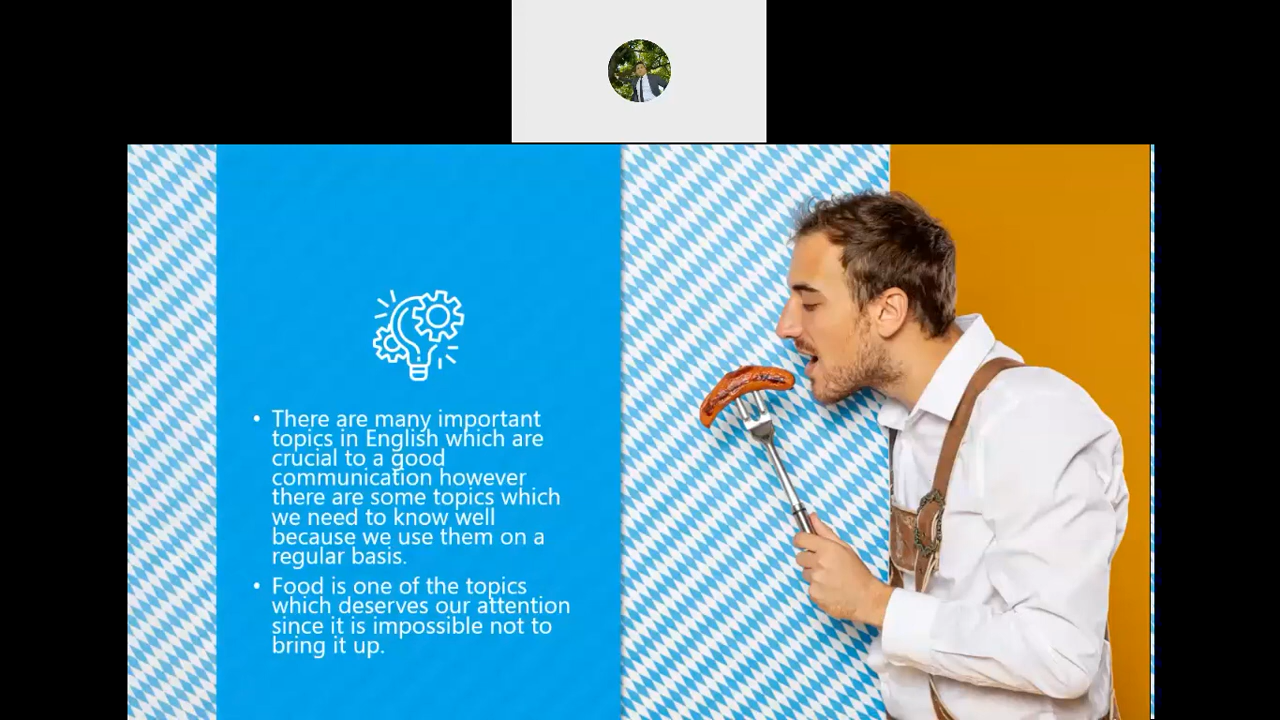 • There are many important
topics in English which are
crucial to a good
communication however
there are some topics which
we need to know well
because we use them on a
regular basis.
• Food is one of the topics
which deserves our attention
since it is impossible not to
bring it up.